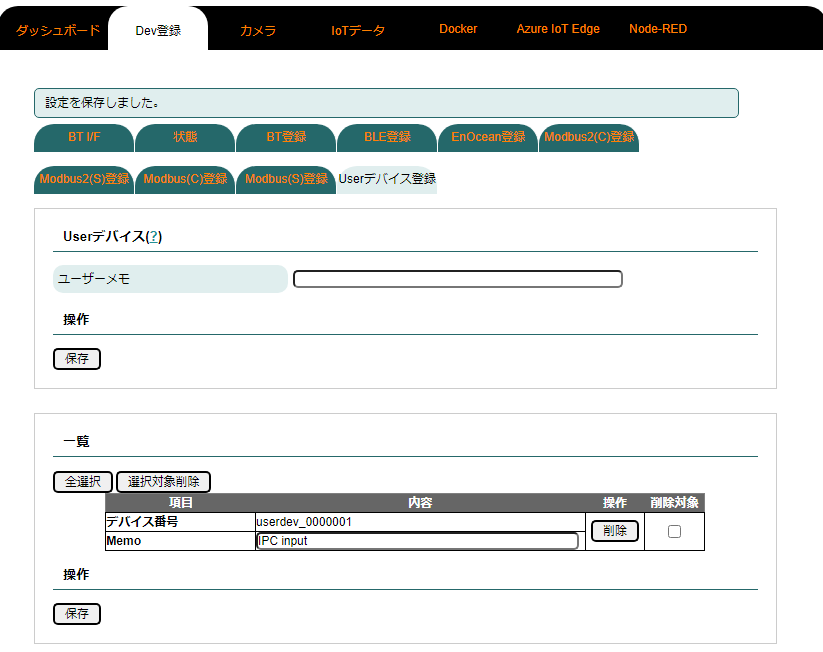 ダッシュボード Dev登録 カメラ IoTデータ Docker Azure IoT Edge Node-RED
設定を保存しました。
BT I/F 状態 BT登録 BLE登録 EnOcean登録 Modbus2(C)登録
Modbus2(S)登録 Modbus(C)登録 Modbus(S)登録 Userデバイス登録
Userデバイス(?)
ユーザーメモ
操作
保存
一覧
全選択 選択対象削除
項目 内容 操作 削除対象
デバイス番号 userdev_0000001 削除
Memo IPC input
操作
保存